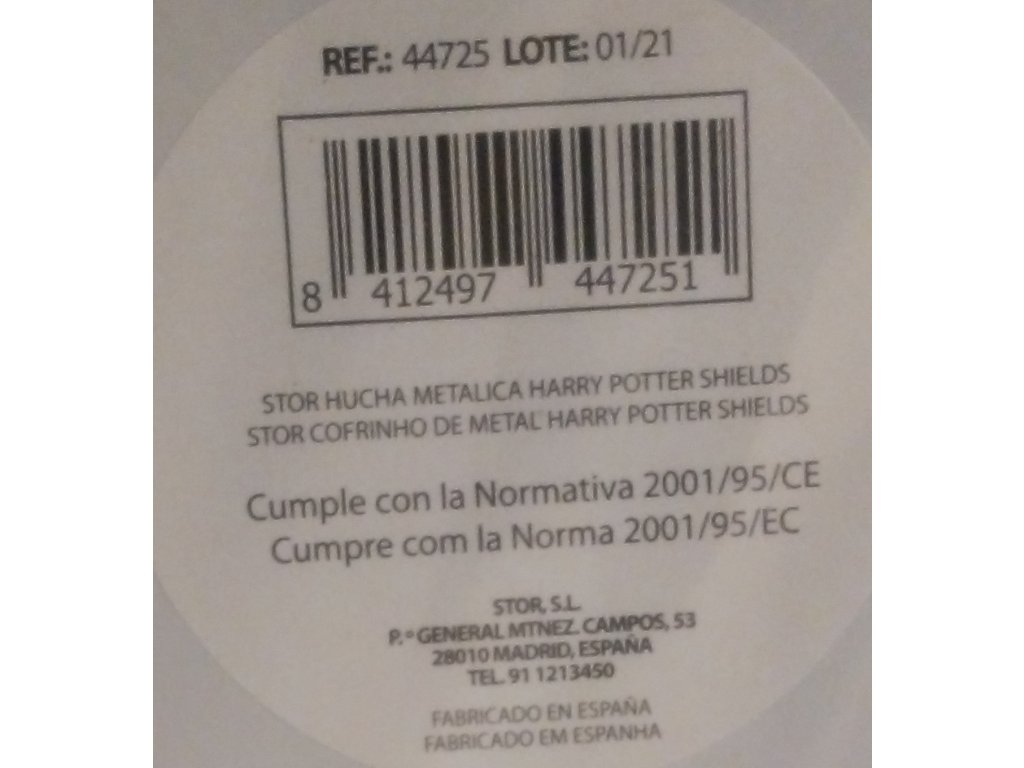 REF.: 44725 LOTE: 01/21
8 412497 447251
STOR HUCHA METALICA HARRY POTTER SHIELDS
STOR COFRINHO DE METAL HARRY POTTER SHIELDS
Cumple con la Normativa 2001/95/CE
Cumpre com la Norma 2001/95/EC
STOR, S.L.
P.º GENERAL MTNEZ. CAMPOS, 53
28010 MADRID, ESPAÑA
TEL. 91 1213450
FABRICADO EN ESPAÑA
FABRICADO EM ESPANHA